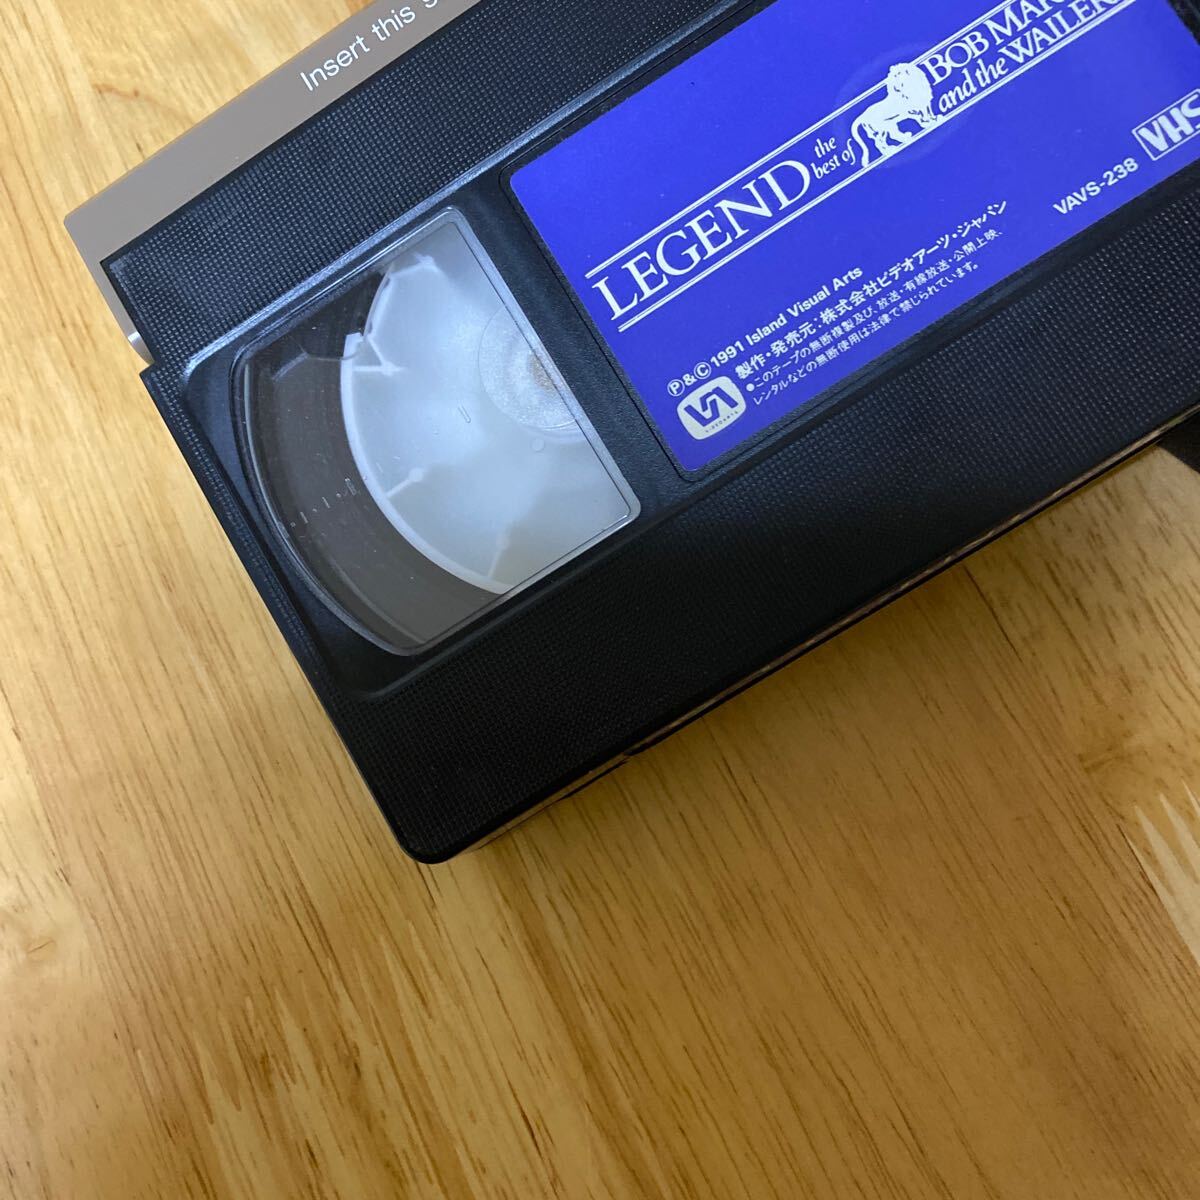 Insert this
LEGEND the best of BOB MAR
and the WAILER
VHS
VAVS-238
Ⓟ&Ⓒ1991 Island Visual Arts
製作・発売元:株式会社ビデオアーツ・ジャパン
●このテープの無断複製及び、放送・有線放送・公開上映、
レンタルなどの無断使用は法律で禁じられています。
VA
VIDEOARTS